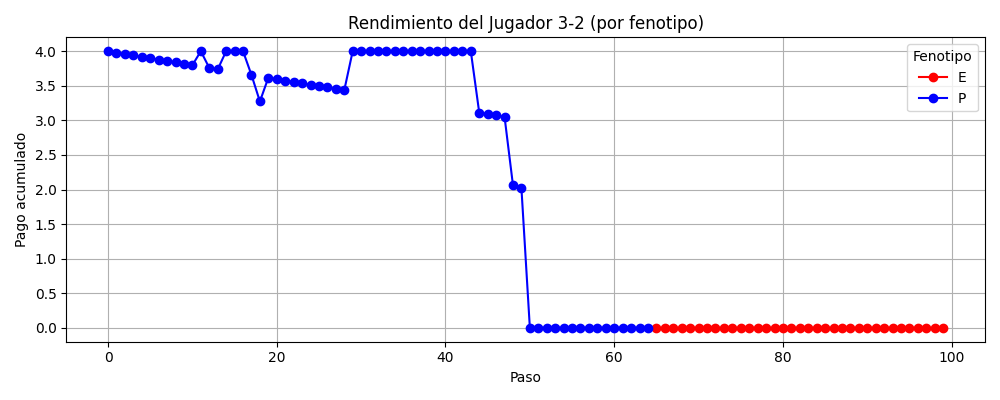 Rendimiento del Jugador 3-2 (por fenotipo)
Pago acumulado
4.0
3.5
3.0
2.5
2.0
1.5
1.0
0.5
0.0
0 20 40 60 80 100
Paso
Fenotipo
E
P